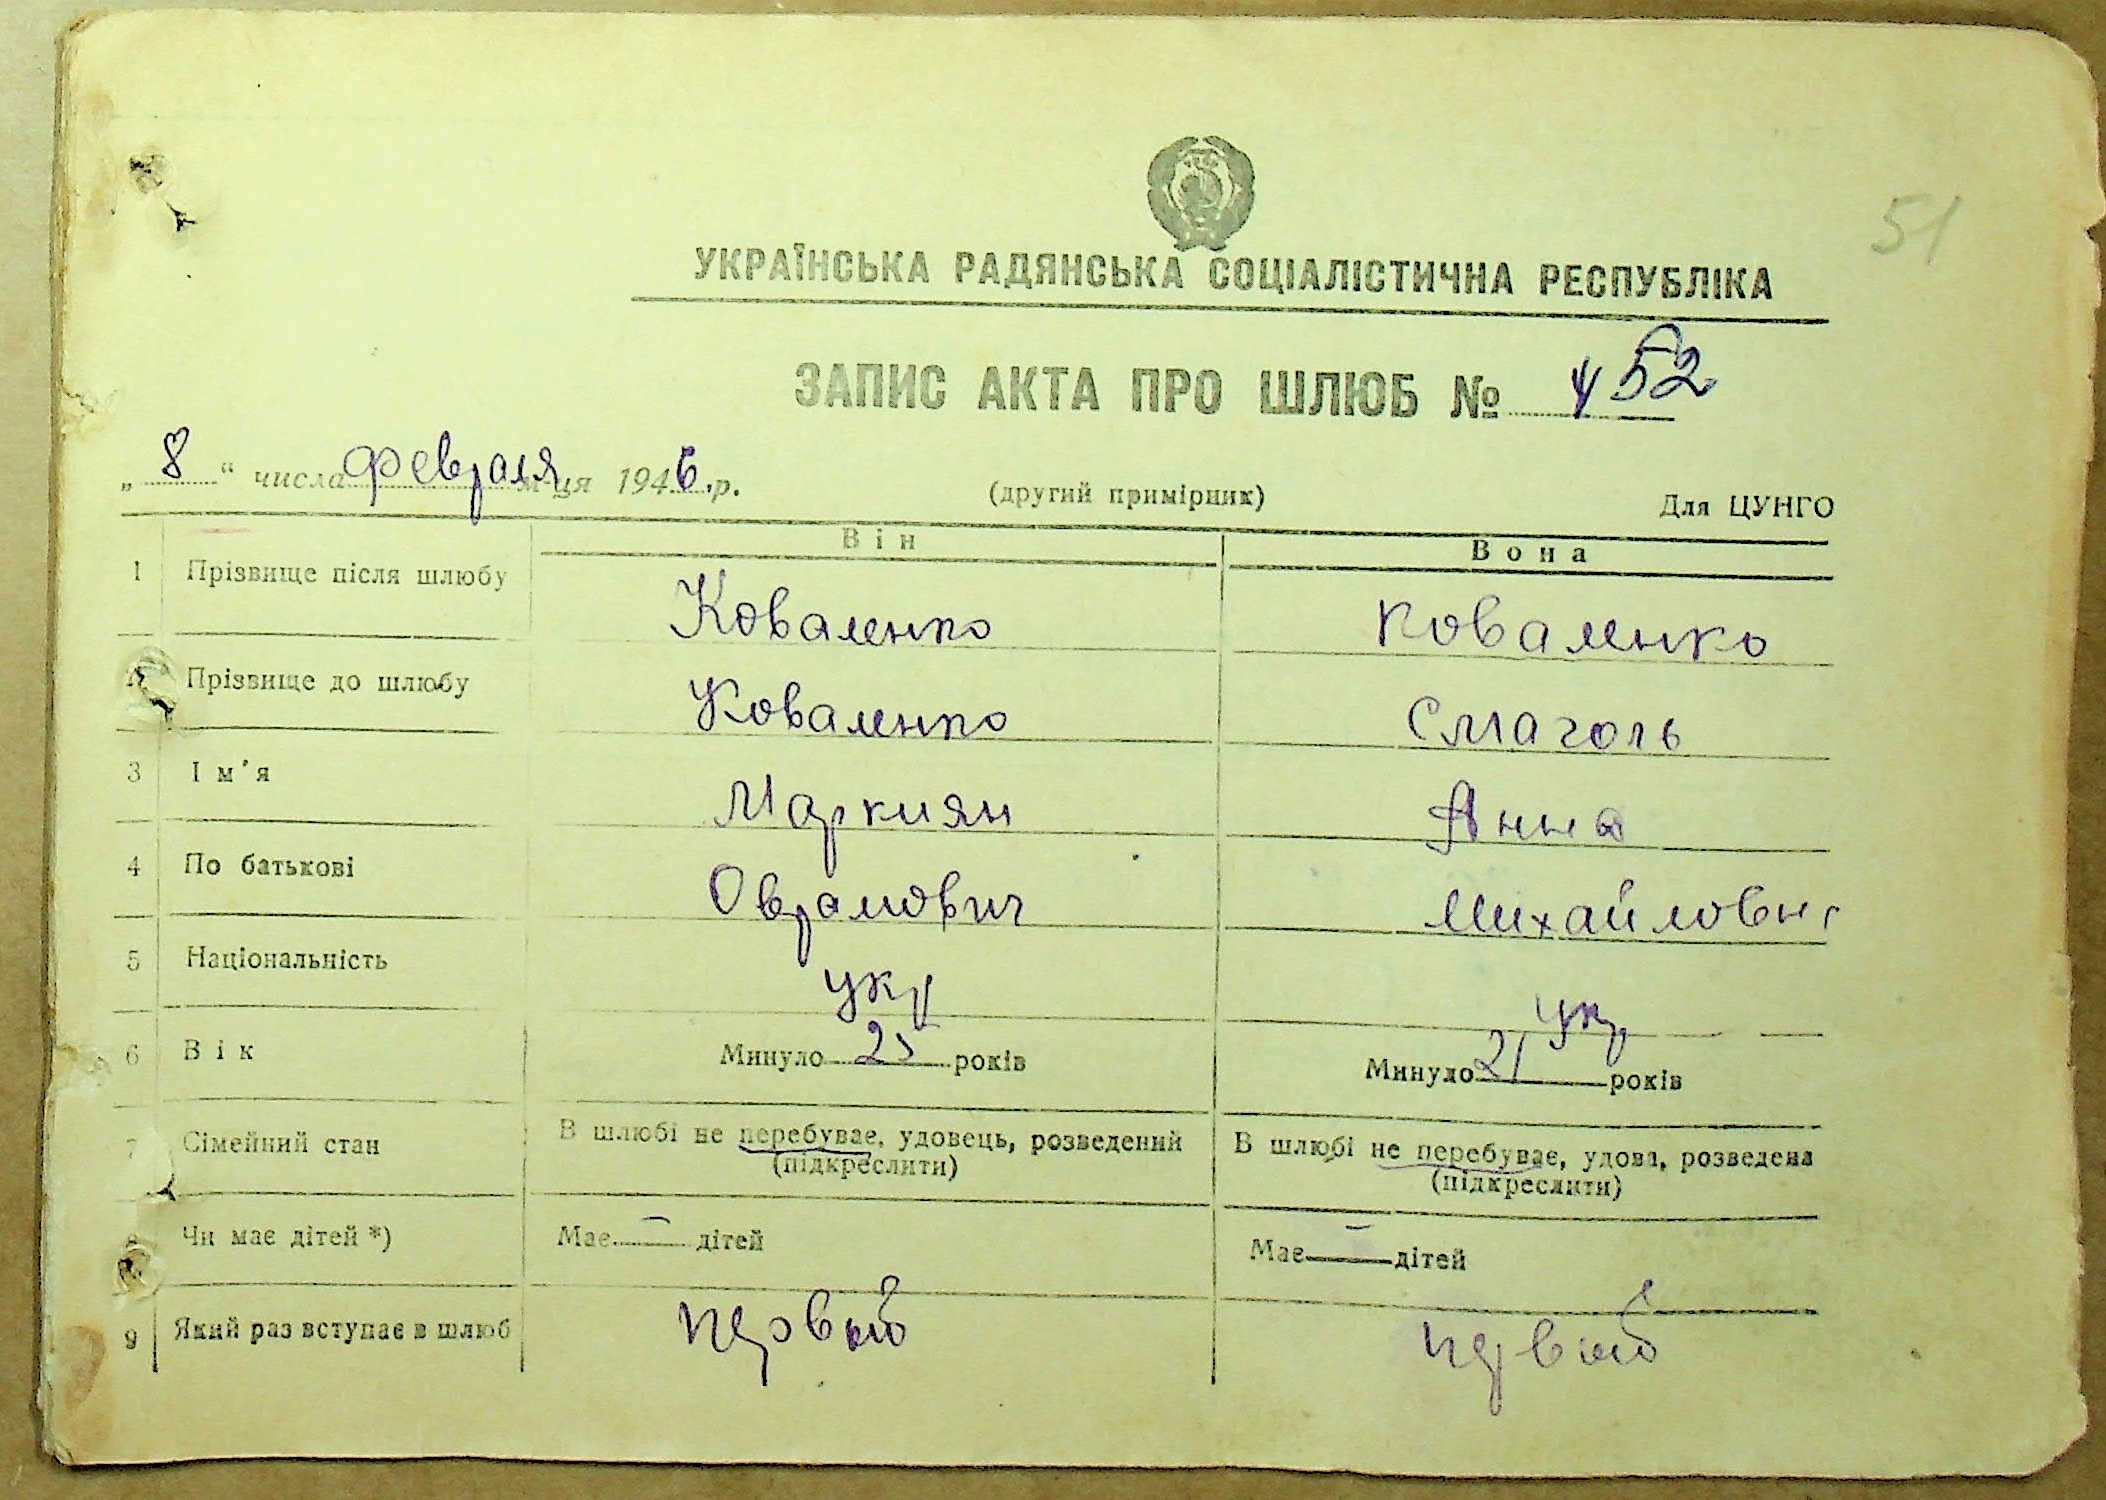 51
УКРАЇНСЬКА РАДЯНСЬКА СОЦІАЛІСТИЧНА РЕСПУБЛІКА
ЗАПИС АКТА ПРО ШЛЮБ № 452
„8“ числа февраля м-ця 1946 р. (другий примірник) Для ЦУНГО
Він Вона
1 Прізвище після шлюбу Коваленко Коваленко
Прізвище до шлюбу Коваленко Смаголь
3 Ім'я Маркиян Анна
4 По батькові Оврамович Михайловн
5 Національність укр укр
6 Вік Минуло 25 років Минуло 21 років
7 Сімейний стан В шлюбі не перебуває, удовець, розведений В шлюбі не перебуває, удова, розведена
(підкреслити) (підкреслити)
8 Чи має дітей *) Має — дітей Має — дітей
9 Який раз вступає в шлюб первый первый